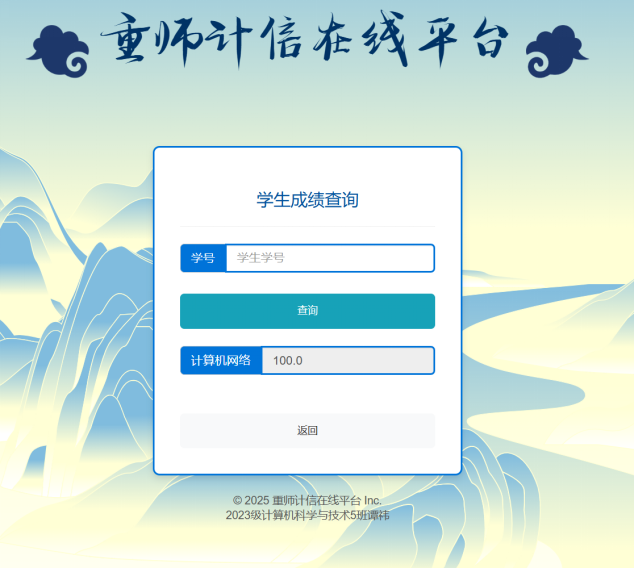 重师计信在线平台
学生成绩查询
学号 学生学号
查询
计算机网络 100.0
返回
© 2025 重师计信在线平台 Inc.
2023级计算机科学与技术5班谭祎